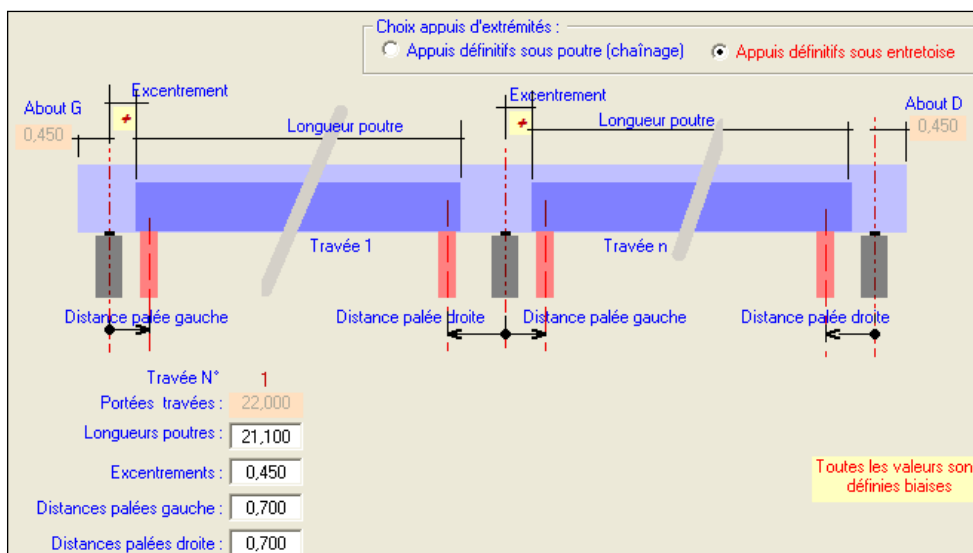 Choix appuis d'extrémités :
Appuis définitifs sous poutre (chaînage) Appuis définitifs sous entretoise
Excentrement Excentrement
About G About D
0,450 Longueur poutre Longueur poutre 0,450
Travée 1 Travée n
Distance palée gauche Distance palée droite Distance palée gauche Distance palée droite
Travée N° 1
Portées travées : 22,000
Longueurs poutres : 21,100
Excentrements : 0,450
Distances palées gauche : 0,700
Distances palées droite : 0,700
Toutes les valeurs son
définies biaises